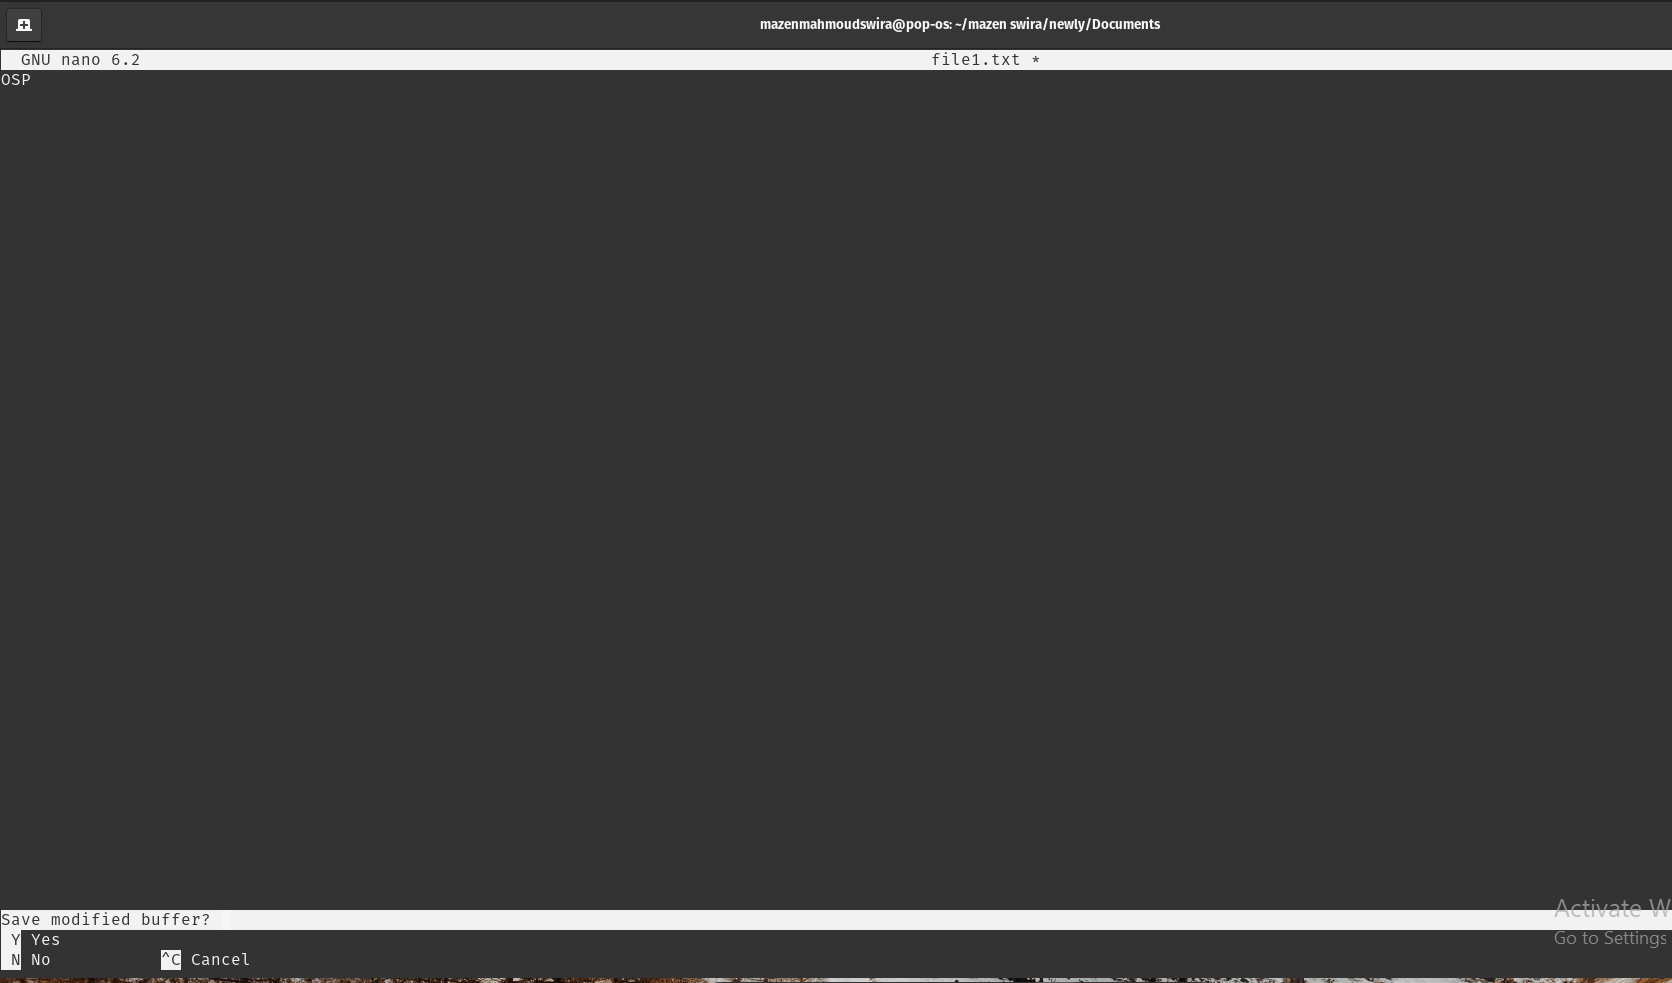 mazenmahmoudswira@pop-os: ~/mazen swira/newly/Documents
GNU nano 6.2 file1.txt *
OSP
Save modified buffer?
Y Yes
N No ^C Cancel
Activate W
Go to Settings